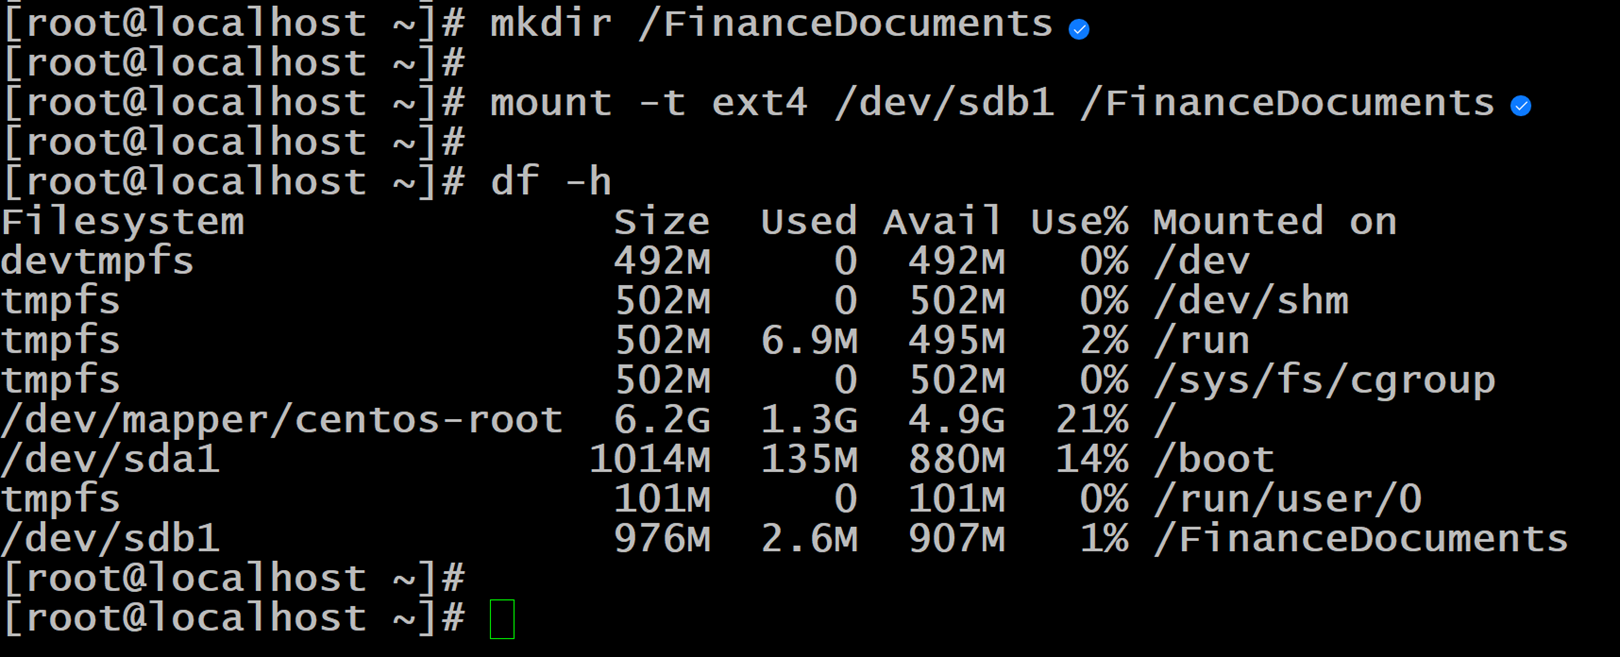 [root@localhost ~]# mkdir /FinanceDocuments
[root@localhost ~]#
[root@localhost ~]# mount -t ext4 /dev/sdb1 /FinanceDocuments
[root@localhost ~]#
[root@localhost ~]# df -h
Filesystem Size Used Avail Use% Mounted on
devtmpfs 492M 0 492M 0% /dev
tmpfs 502M 0 502M 0% /dev/shm
tmpfs 502M 6.9M 495M 2% /run
tmpfs 502M 0 502M 0% /sys/fs/cgroup
/dev/mapper/centos-root 6.2G 1.3G 4.9G 21% /
/dev/sda1 1014M 135M 880M 14% /boot
tmpfs 101M 0 101M 0% /run/user/0
/dev/sdb1 976M 2.6M 907M 1% /FinanceDocuments
[root@localhost ~]#
[root@localhost ~]#